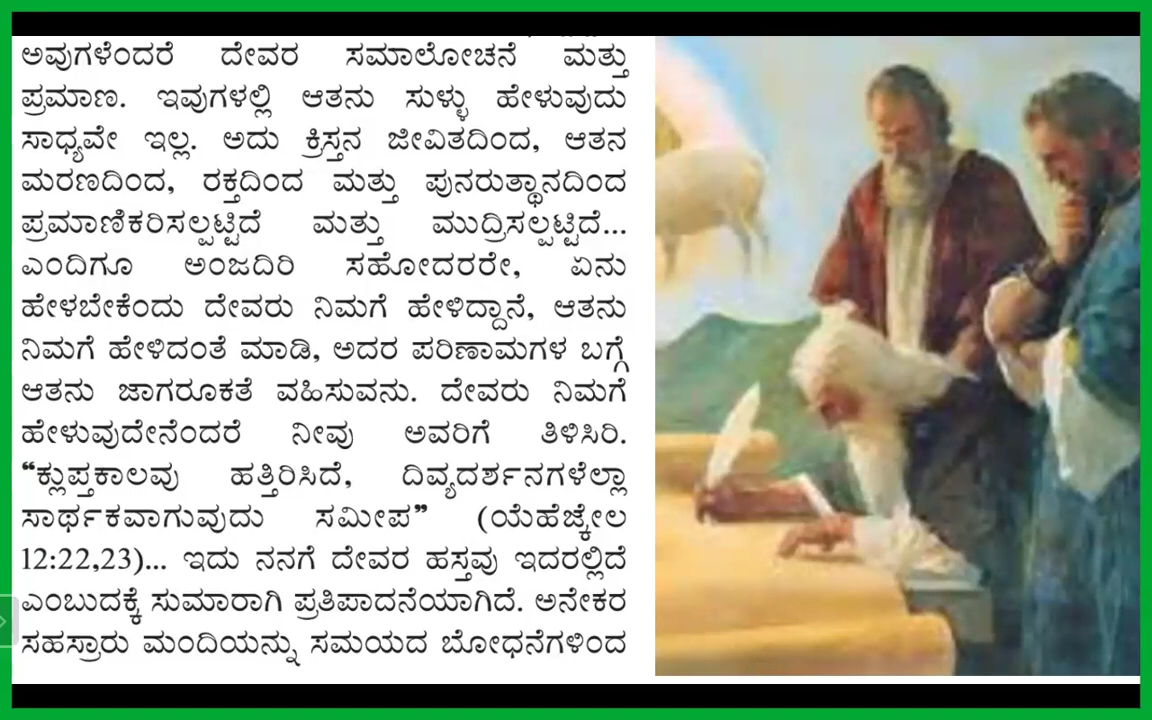 ಅವುಗಳೆಂದರೆ ದೇವರ ಸಮಾಲೋಚನೆ ಮತ್ತು
ಪ್ರಮಾಣ. ಇವುಗಳಲ್ಲಿ ಆತನು ಸುಳ್ಳು ಹೇಳುವುದು
ಸಾಧ್ಯವೇ ಇಲ್ಲ. ಅದು ಕ್ರಿಸ್ತನ ಜೀವಿತದಿಂದ, ಆತನ
ಮರಣದಿಂದ, ರಕ್ತದಿಂದ ಮತ್ತು ಪುನರುತ್ಥಾನದಿಂದ
ಪ್ರಮಾಣಿಕರಿಸಲ್ಪಟ್ಟಿದೆ ಮತ್ತು ಮುದ್ರಿಸಲ್ಪಟ್ಟಿದೆ...
ಎಂದಿಗೂ ಅಂಜದಿರಿ ಸಹೋದರರೇ, ಏನು
ಹೇಳಬೇಕೆಂದು ದೇವರು ನಿಮಗೆ ಹೇಳಿದ್ದಾನೆ, ಆತನು
ನಿಮಗೆ ಹೇಳಿದಂತೆ ಮಾಡಿ, ಅದರ ಪರಿಣಾಮಗಳ ಬಗ್ಗೆ
ಆತನು ಜಾಗರೂಕತೆ ವಹಿಸುವನು. ದೇವರು ನಿಮಗೆ
ಹೇಳುವುದೇನೆಂದರೆ ನೀವು ಅವರಿಗೆ ತಿಳಿಸಿರಿ.
“ಕ್ಲುಪ್ತಕಾಲವು ಹತ್ತಿರಿಸಿದೆ, ದಿವ್ಯದರ್ಶನಗಳೆಲ್ಲಾ
ಸಾರ್ಥಕವಾಗುವುದು ಸಮೀಪ” (ಯೆಹೆಜ್ಕೇಲ
12:22,23)... ಇದು ನನಗೆ ದೇವರ ಹಸ್ತವು ಇದರಲ್ಲಿದೆ
ಎಂಬುದಕ್ಕೆ ಸುಮಾರಾಗಿ ಪ್ರತಿಪಾದನೆಯಾಗಿದೆ. ಅನೇಕರ
ಸಹಸ್ರಾರು ಮಂದಿಯನ್ನು ಸಮಯದ ಬೋಧನೆಗಳಿಂದ